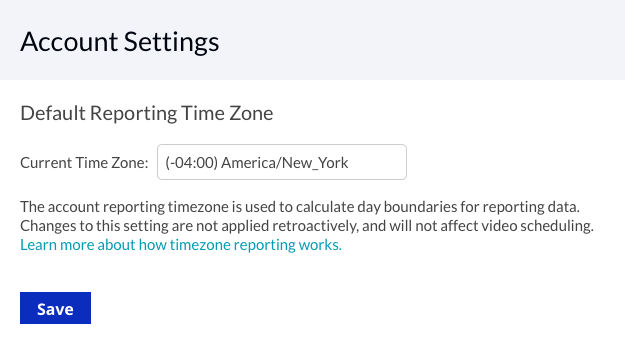 Account Settings
Default Reporting Time Zone
Current Time Zone: (-04:00) America/New_York
The account reporting timezone is used to calculate day boundaries for reporting data.
Changes to this setting are not applied retroactively, and will not affect video scheduling.
Learn more about how timezone reporting works.
Save